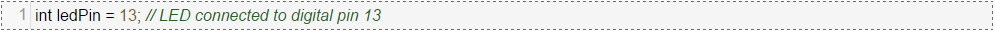 1 int ledPin = 13; // LED connected to digital pin 13